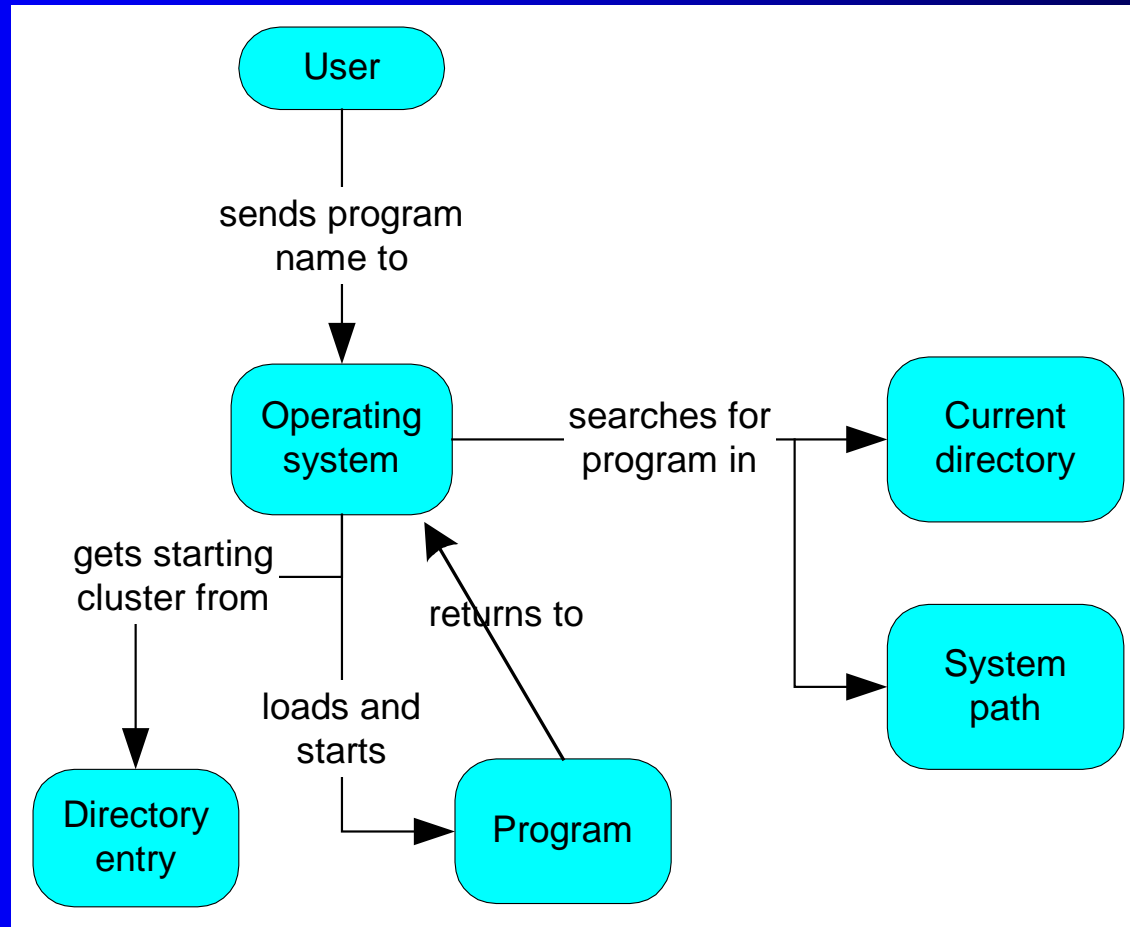 User
sends program
name to
Operating
system
searches for
program in
Current
directory
gets starting
cluster from
returns to
System
path
loads and
starts
Directory
entry
Program